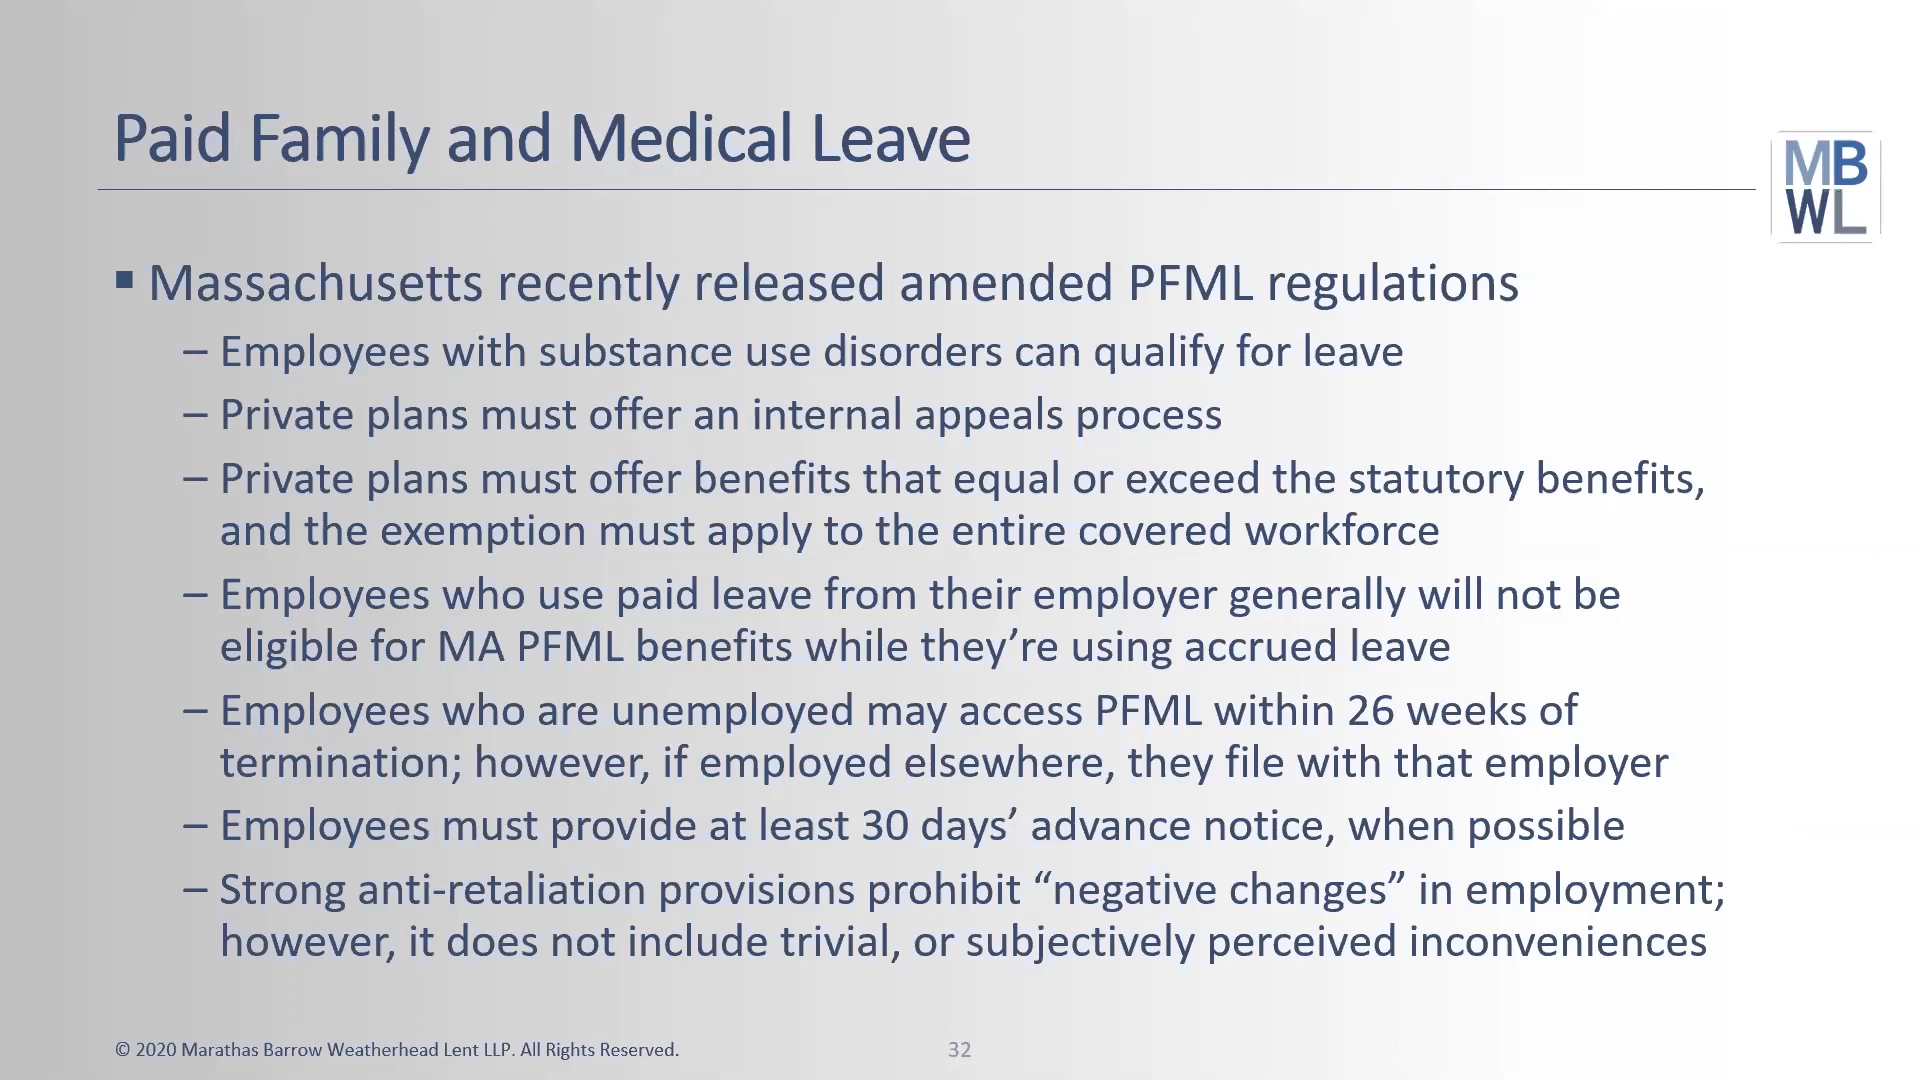 Paid Family and Medical Leave
MB
WL
▪ Massachusetts recently released amended PFML regulations
– Employees with substance use disorders can qualify for leave
– Private plans must offer an internal appeals process
– Private plans must offer benefits that equal or exceed the statutory benefits,
and the exemption must apply to the entire covered workforce
– Employees who use paid leave from their employer generally will not be
eligible for MA PFML benefits while they’re using accrued leave
– Employees who are unemployed may access PFML within 26 weeks of
termination; however, if employed elsewhere, they file with that employer
– Employees must provide at least 30 days’ advance notice, when possible
– Strong anti-retaliation provisions prohibit “negative changes” in employment;
however, it does not include trivial, or subjectively perceived inconveniences
© 2020 Marathas Barrow Weatherhead Lent LLP. All Rights Reserved.
32